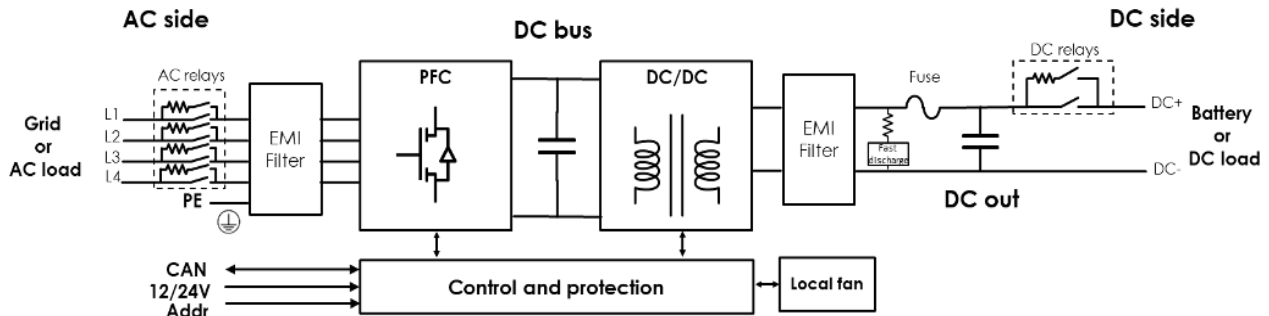 AC side
DC bus
DC side
AC relays
PFC
DC/DC
Fuse
DC relays
Grid
or
AC load
L1
L2
L3
L4
PE
EMI
Filter
EMI
Filter
Fast
discharge
DC+
DC-
Battery
or
DC load
DC out
CAN
12/24V
Addr
Control and protection
Local fan